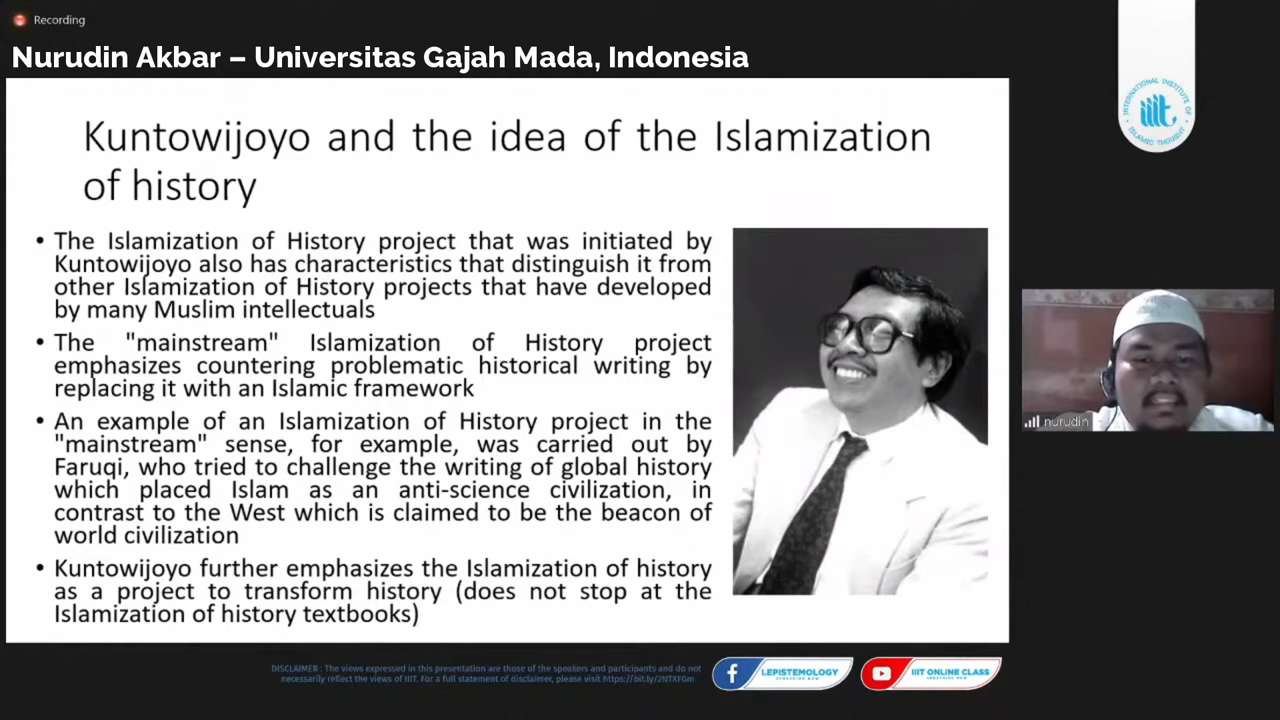 Recording
Nurudin Akbar – Universitas Gajah Mada, Indonesia
Kuntowijoyo and the idea of the Islamization
of history
• The Islamization of History project that was initiated by
Kuntowijoyo also has characteristics that distinguish it from
other Islamization of History projects that have developed
by many Muslim intellectuals
• The "mainstream" Islamization of History project
emphasizes countering problematic historical writing by
replacing it with an Islamic framework
• An example of an Islamization of History project in the
"mainstream" sense, for example, was carried out by
Faruqi, who tried to challenge the writing of global history
which placed Islam as an anti-science civilization, in
contrast to the West which is claimed to be the beacon of
world civilization
• Kuntowijoyo further emphasizes the Islamization of history
as a project to transform history (does not stop at the
Islamization of history textbooks)
INTERNATIONAL INSTITUTE OF
iiit
ISLAMIC THOUGHT
nurudin
DISCLAIMER : The views expressed in this presentation are those of the speakers and participants and do not
necessarily reflect the views of IIIT. For a full statement of disclaimer, please visit https://bit.ly/2NTXFGm
LEPISTEMOLOGY
SUBSCRIBE NOW
IIIT ONLINE CLASS
SUBSCRIBE NOW